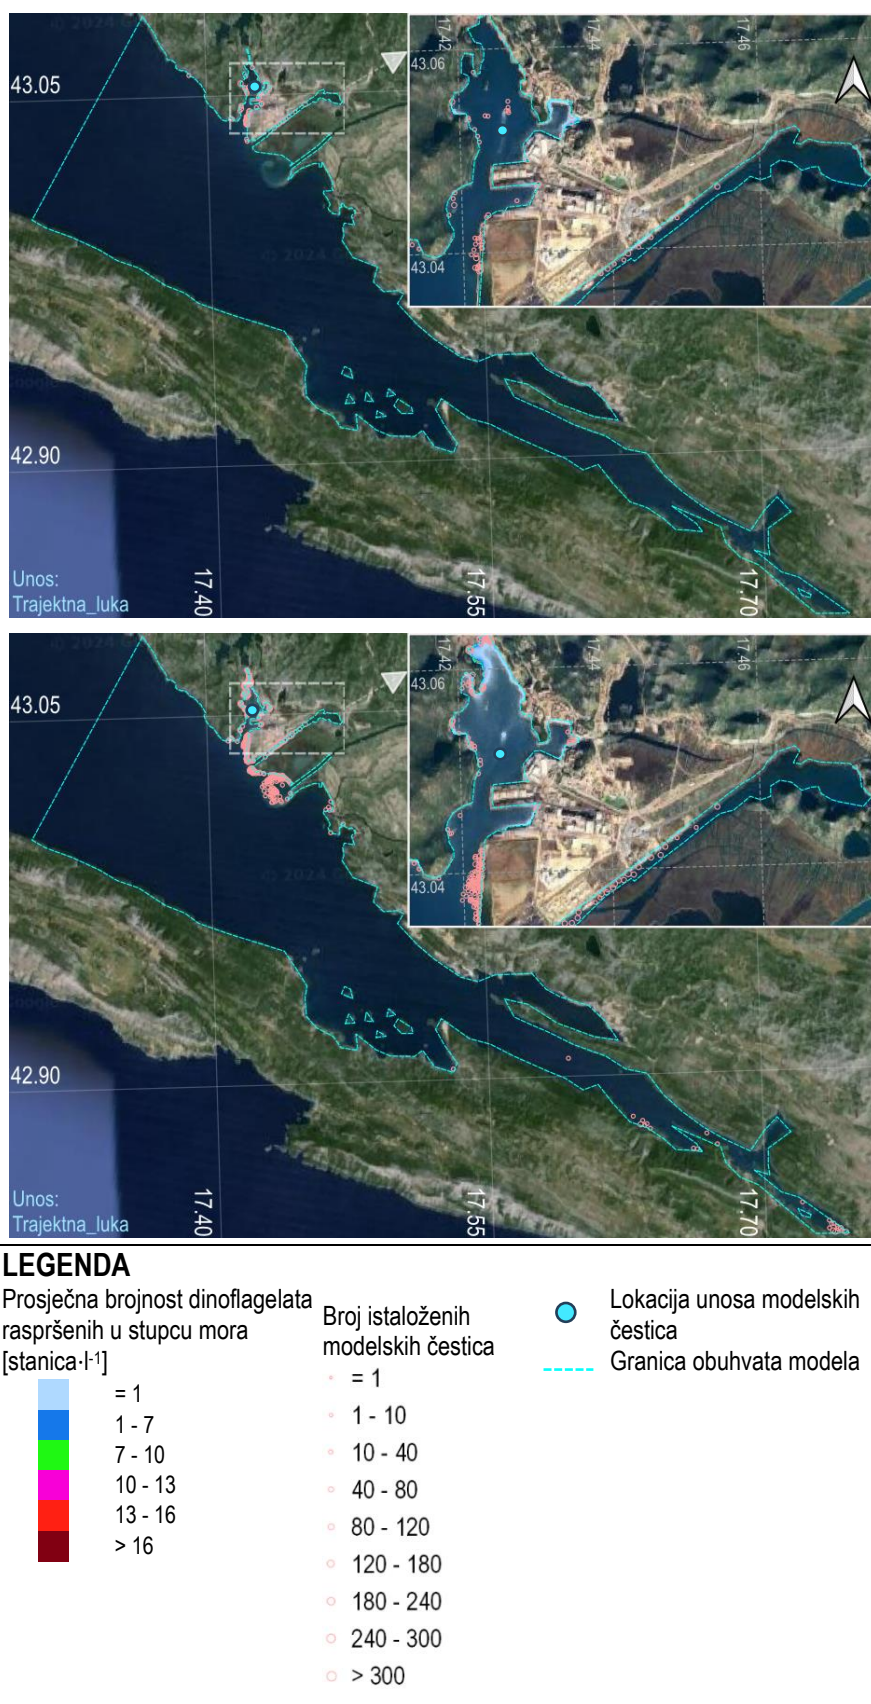 © 2024 G
17.42
17.44
17.46
43.06
43.05
43.04
© 2024 G
42.90
Unos:
Trajektna_luka
17.40
17.55
17.70
© 2024 G
17.42
17.44
17.46
43.06
43.05
43.04
© 2024 G
42.90
Unos:
Trajektna_luka
17.40
17.55
17.70
LEGENDA
Prosječna brojnost dinoflagelata
raspršenih u stupcu mora
[stanica·l-1]
= 1
1 - 7
7 - 10
10 - 13
13 - 16
> 16
Broj istaloženih
modelskih čestica
= 1
1 - 10
10 - 40
40 - 80
80 - 120
120 - 180
180 - 240
240 - 300
> 300
Lokacija unosa modelskih
čestica
Granica obuhvata modela